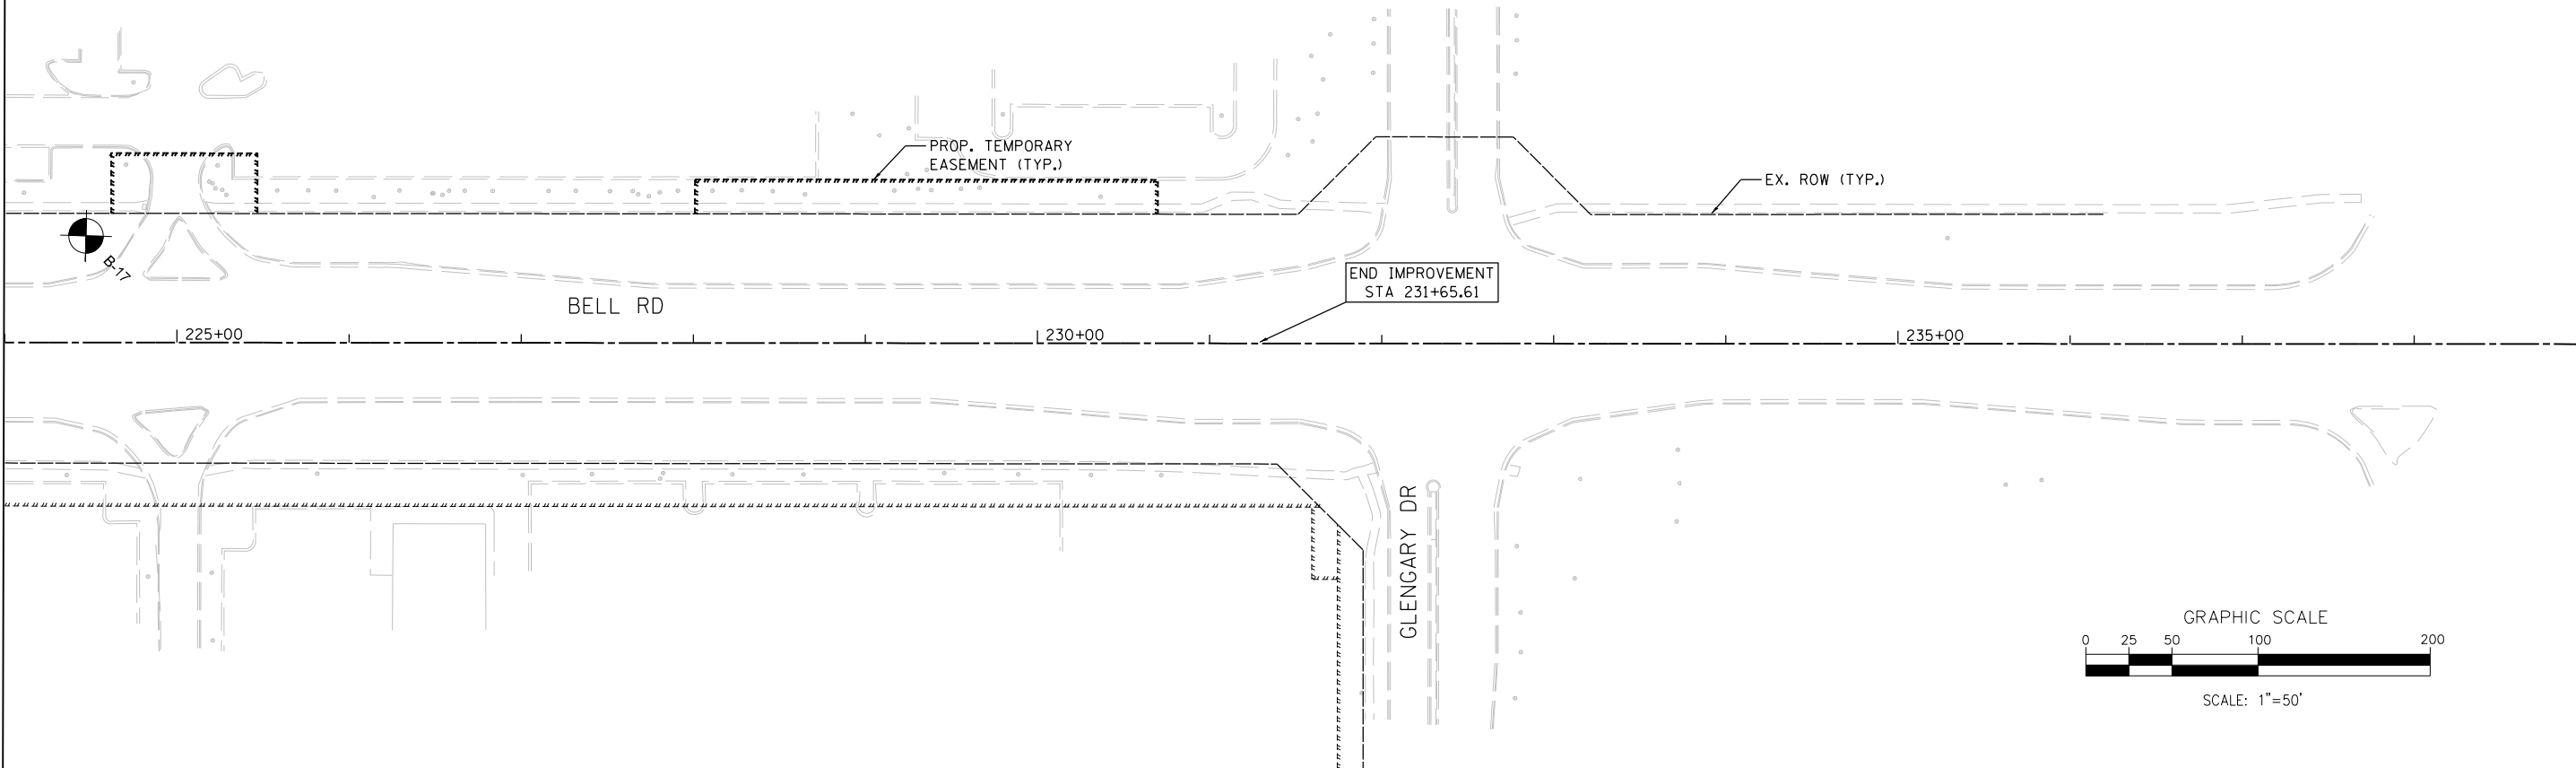 PROP. TEMPORARY
EASEMENT (TYP.)
EX. ROW (TYP.)
B-17
END IMPROVEMENT
STA 231+65.61
BELL RD
225+00
230+00
235+00
GLENGARY DR
GRAPHIC SCALE
0 25 50 100 200
SCALE: 1"=50'